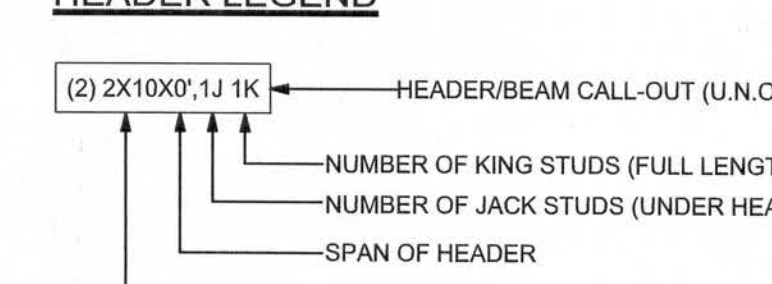 HEADER LEGEND
(2) 2X10X0',1J 1K
HEADER/BEAM CALL-OUT (U.N.O
NUMBER OF KING STUDS (FULL LENGT
NUMBER OF JACK STUDS (UNDER HEA
SPAN OF HEADER